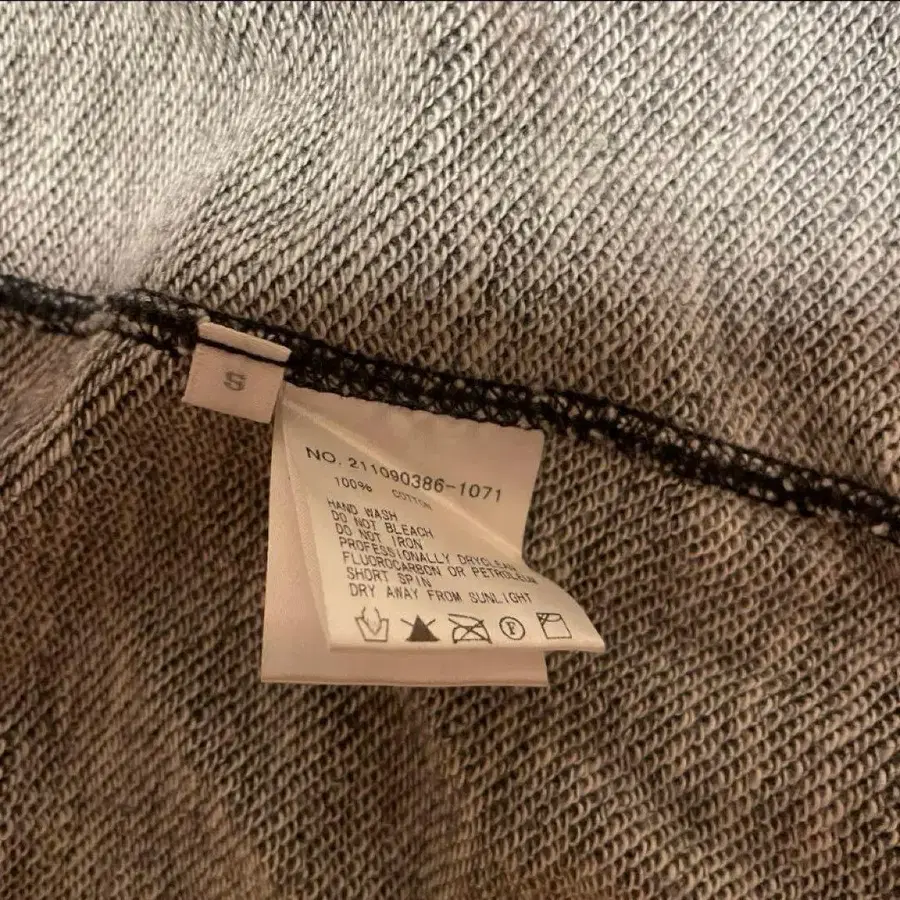 S
NO. 211090386-1071
100% COTTON
HAND WASH
DO NOT BLEACH
DO NOT IRON
PROFESSIONALLY DRYCLEAN
FLUOROCARBON OR PETROLEUM
SHORT SPIN
DRY AWAY FROM SUNLIGHT
F